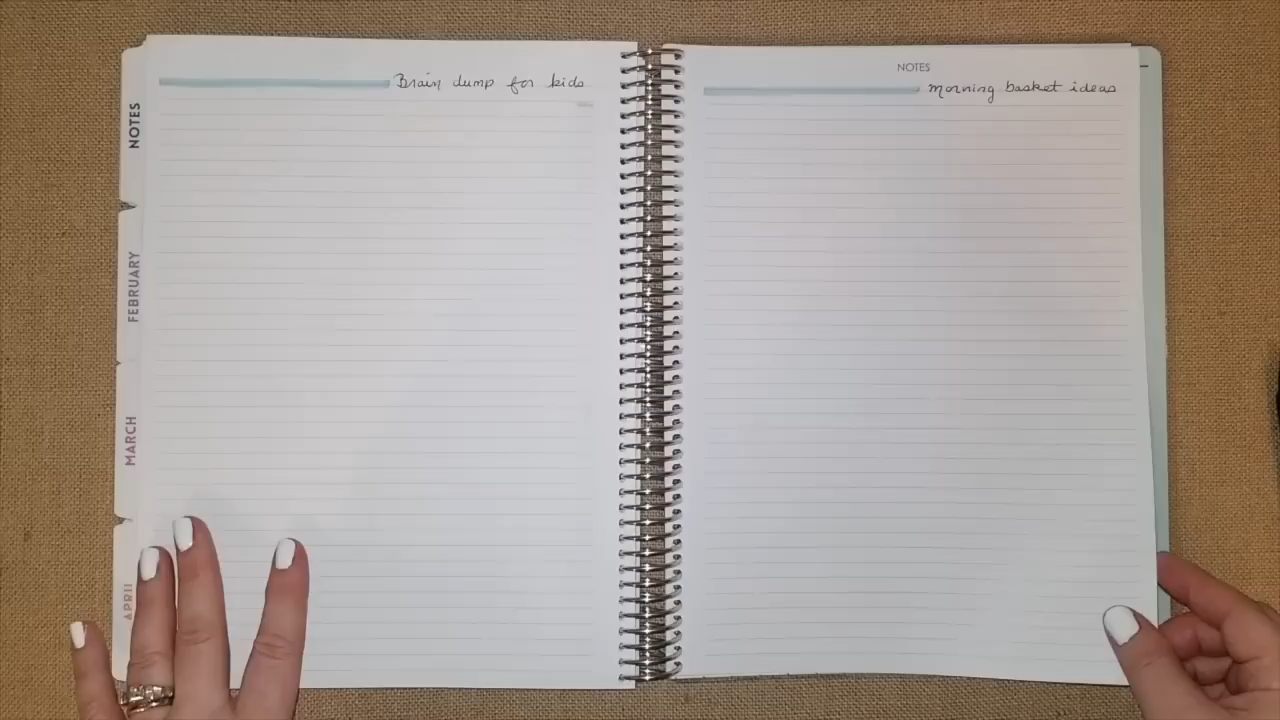 Brain dump for kids
NOTES
Morning basket ideas
NOTES
FEBRUARY
MARCH
APRIL